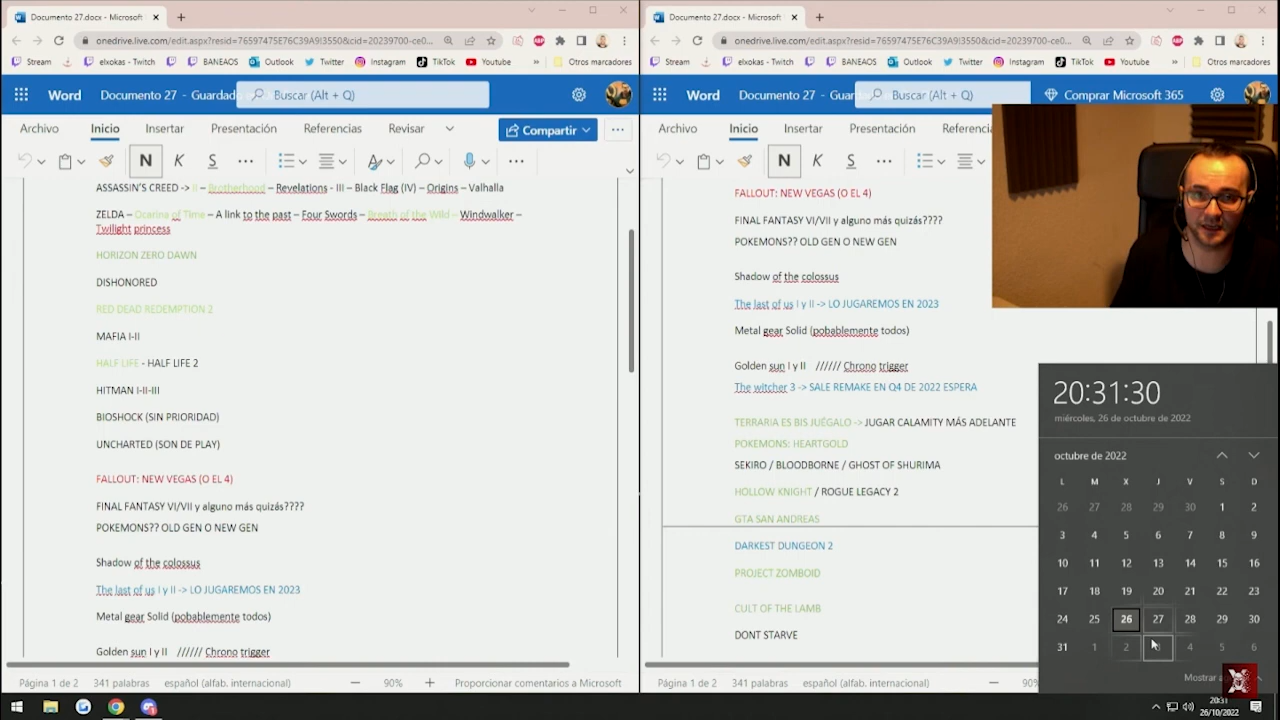 Documento 27.docx - Microsoft
onedrive.live.com/edit.aspx?resid=76597475E76C39A9!3550&cid=20239700-ce0...
Stream
elxokas - Twitch
BANEAOS
Outlook
Twitter
Instagram
TikTok
Youtube
»
Otros marcadores
Word
Documento 27 - Guardado
Buscar (Alt + Q)
Archivo
Inicio
Insertar
Presentación
Referencias
Revisar
Compartir
N K S
ASSASSIN'S CREED -> II – Brotherhood – Revelations - III – Black Flag (IV) – Origins – Valhalla
ZELDA – Ocarina of Time – A link to the past – Four Swords – Breath of the Wild – Windwalker –
Twilight princess
HORIZON ZERO DAWN
DISHONORED
RED DEAD REDEMPTION 2
MAFIA I-II
HALF LIFE - HALF LIFE 2
HITMAN I-II-III
BIOSHOCK (SIN PRIORIDAD)
UNCHARTED (SON DE PLAY)
FALLOUT: NEW VEGAS (O EL 4)
FINAL FANTASY VI/VII y alguno más quizás????
POKEMONS?? OLD GEN O NEW GEN
Shadow of the colossus
The last of us I y II -> LO JUGAREMOS EN 2023
Metal gear Solid (pobablemente todos)
Golden sun I y II ////// Chrono trigger
Página 1 de 2
341 palabras
español (alfab. internacional)
90%
Proporcionar comentarios a Microsoft
Documento 27.docx - Microsoft
onedrive.live.com/edit.aspx?resid=76597475E76C39A9!3550&cid=20239700-ce0...
Stream
elxokas - Twitch
BANEAOS
Outlook
Twitter
Instagram
TikTok
Youtube
»
Otros marcadores
Word
Documento 27 - Guar
Buscar (Alt + Q)
Comprar Microsoft 365
Archivo
Inicio
Insertar
Presentación
Referenci
N K S
FALLOUT: NEW VEGAS (O EL 4)
FINAL FANTASY VI/VII y alguno más quizás????
POKEMONS?? OLD GEN O NEW GEN
Shadow of the colossus
The last of us I y II -> LO JUGAREMOS EN 2023
Metal gear Solid (pobablemente todos)
Golden sun I y II ////// Chrono trigger
The witcher 3 -> SALE REMAKE EN Q4 DE 2022 ESPERA
TERRARIA ES BIS JUÉGALO -> JUGAR CALAMITY MÁS ADELANTE
POKEMONS: HEARTGOLD
SEKIRO / BLOODBORNE / GHOST OF SHURIMA
HOLLOW KNIGHT / ROGUE LEGACY 2
GTA SAN ANDREAS
DARKEST DUNGEON 2
PROJECT ZOMBOID
CULT OF THE LAMB
DONT STARVE
Página 1 de 2
341 palabras
español (alfab. internacional)
90%
20:31:30
miércoles, 26 de octubre de 2022
octubre de 2022
L M X J V S D
26 27 28 29 30 1 2
3 4 5 6 7 8 9
10 11 12 13 14 15 16
17 18 19 20 21 22 23
24 25 26 27 28 29 30
31 1 2 3 4 5 6
Mostrar
20:31
26/10/2022